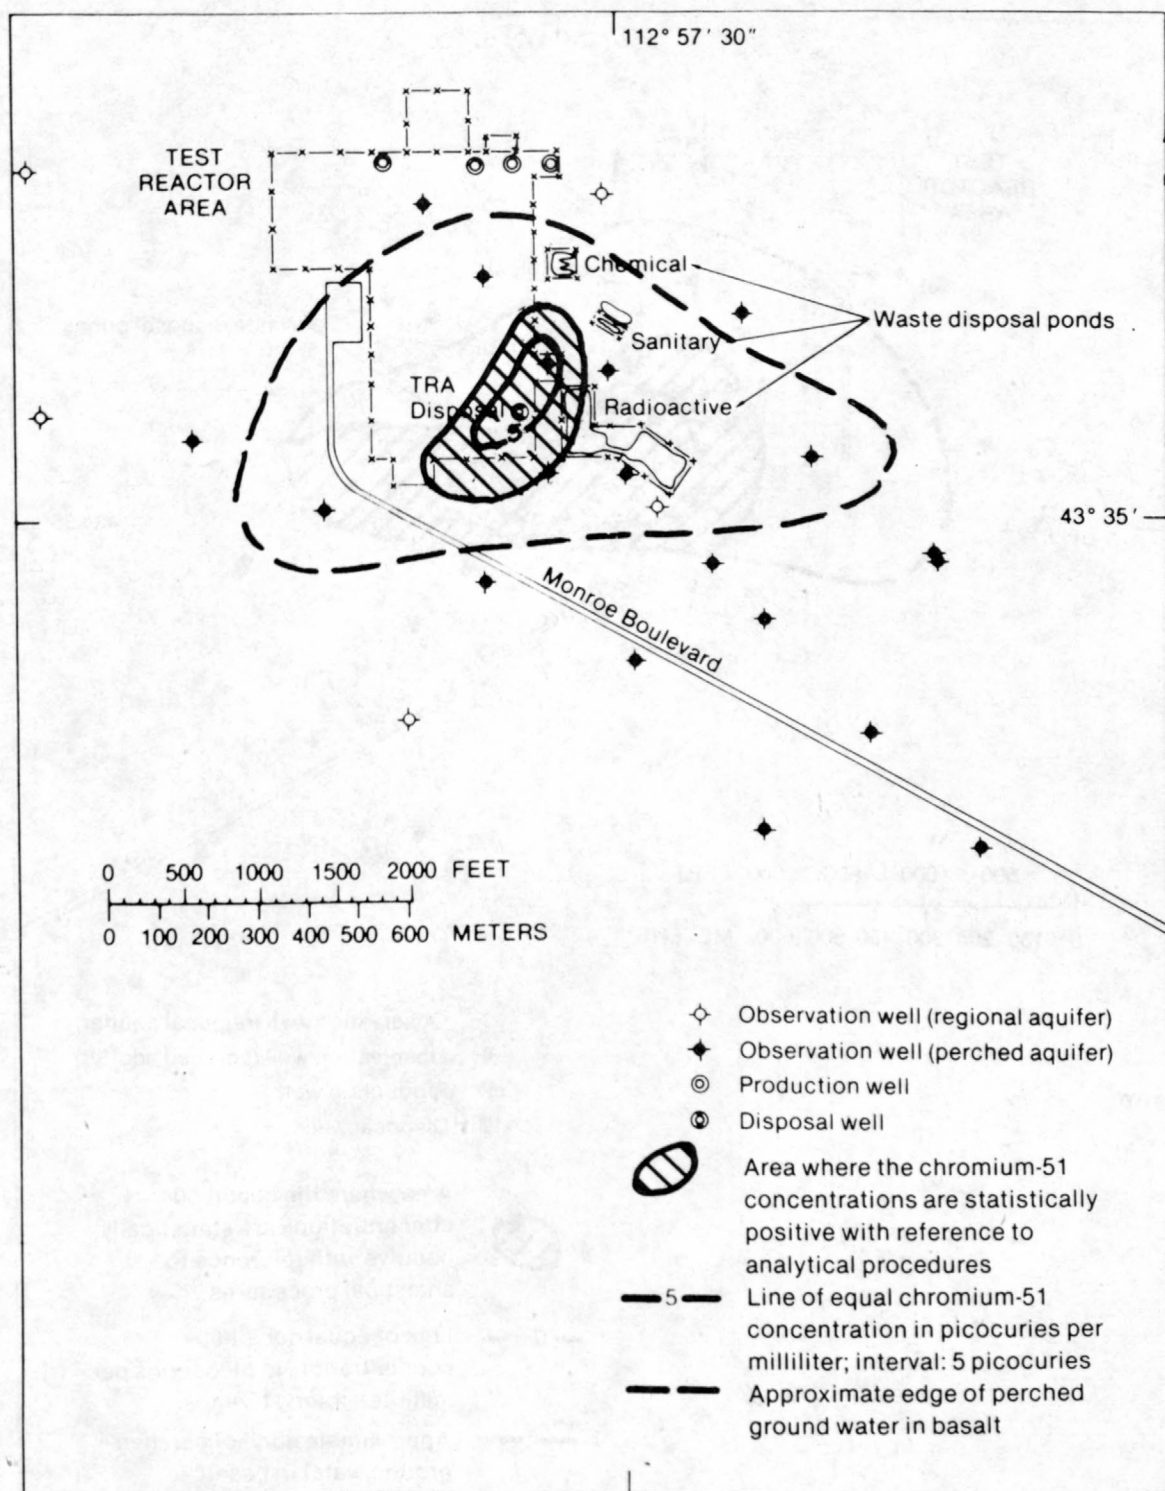 112° 57' 30"
TEST
REACTOR
AREA
Chemical
Waste disposal ponds
Sanitary
TRA
Disposal
Radioactive
5
43° 35'
Monroe Boulevard
0 500 1000 1500 2000 FEET
0 100 200 300 400 500 600 METERS
Observation well (regional aquifer)
Observation well (perched aquifer)
Production well
Disposal well
Area where the chromium-51
concentrations are statistically
positive with reference to
analytical procedures
5
Line of equal chromium-51
concentration in picocuries per
milliliter; interval: 5 picocuries
Approximate edge of perched
ground water in basalt